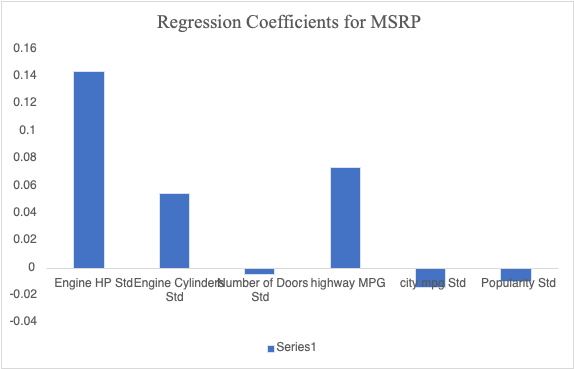 Regression Coefficients for MSRP
0.16
0.14
0.12
0.1
0.08
0.06
0.04
0.02
0
-0.02
-0.04
Engine HP Std
Engine Cylinders
Std
Number of Doors
Std
highway MPG
city mpg Std
Popularity Std
Series1